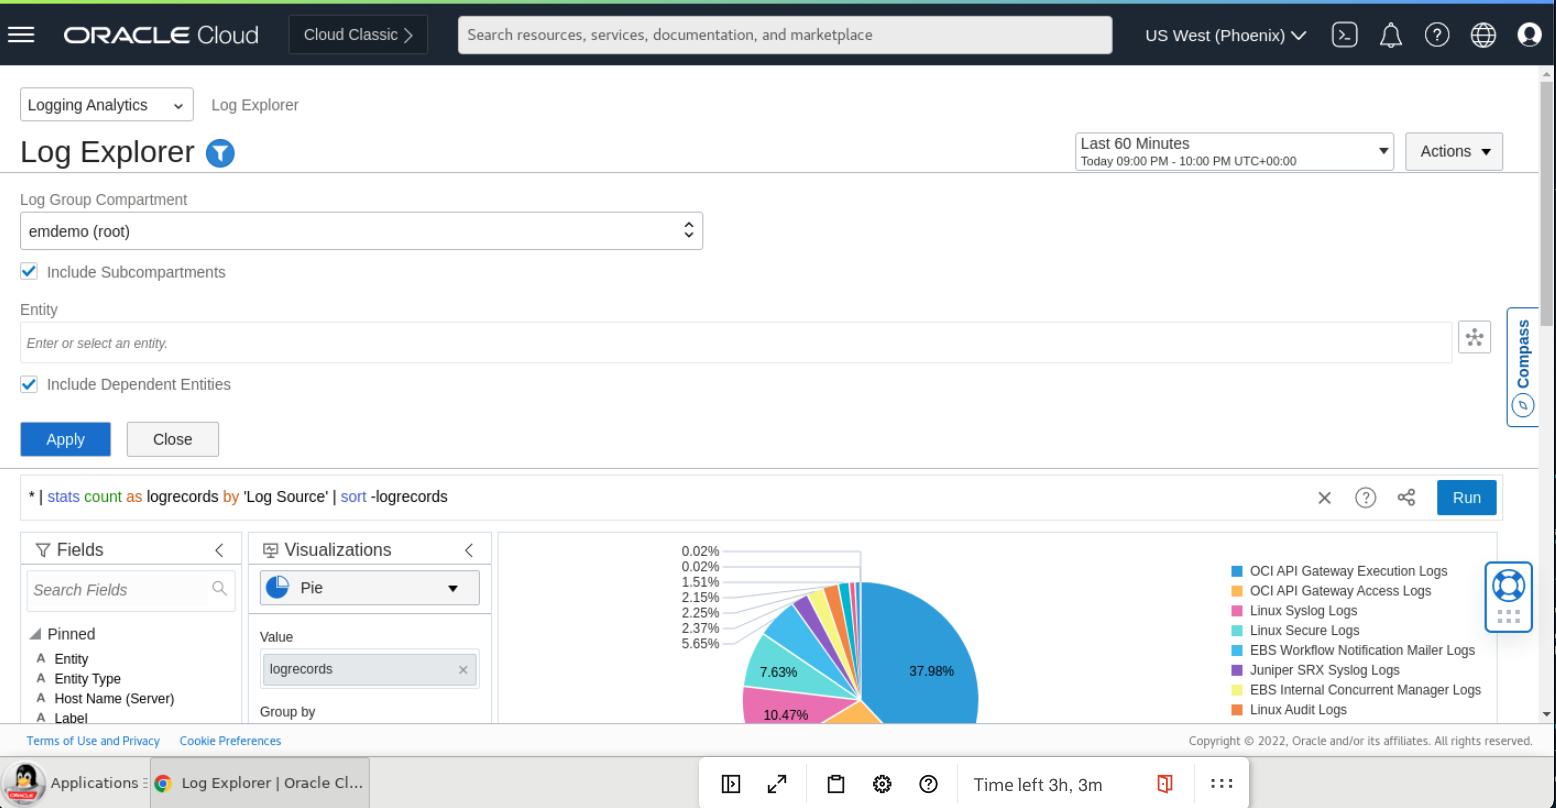 ORACLE Cloud
Cloud Classic
Search resources, services, documentation, and marketplace
US West (Phoenix)
Logging Analytics
Log Explorer
Log Explorer
Last 60 Minutes
Today 09:00 PM - 10:00 PM UTC+00:00
Actions
Log Group Compartment
emdemo (root)
Include Subcompartments
Entity
Enter or select an entity.
Include Dependent Entities
Apply
Close
Compass
* | stats count as logrecords by 'Log Source' | sort -logrecords
Run
Fields
Search Fields
Pinned
Entity
Entity Type
Host Name (Server)
Label
Visualizations
Pie
Value
logrecords
Group by
0.02%
0.02%
1.51%
2.15%
2.25%
2.37%
5.65%
7.63%
10.47%
37.98%
OCI API Gateway Execution Logs
OCI API Gateway Access Logs
Linux Syslog Logs
Linux Secure Logs
EBS Workflow Notification Mailer Logs
Juniper SRX Syslog Logs
EBS Internal Concurrent Manager Logs
Linux Audit Logs
Terms of Use and Privacy
Cookie Preferences
Copyright © 2022, Oracle and/or its affiliates. All rights reserved.
Applications
Log Explorer | Oracle Cl...
Time left 3h, 3m